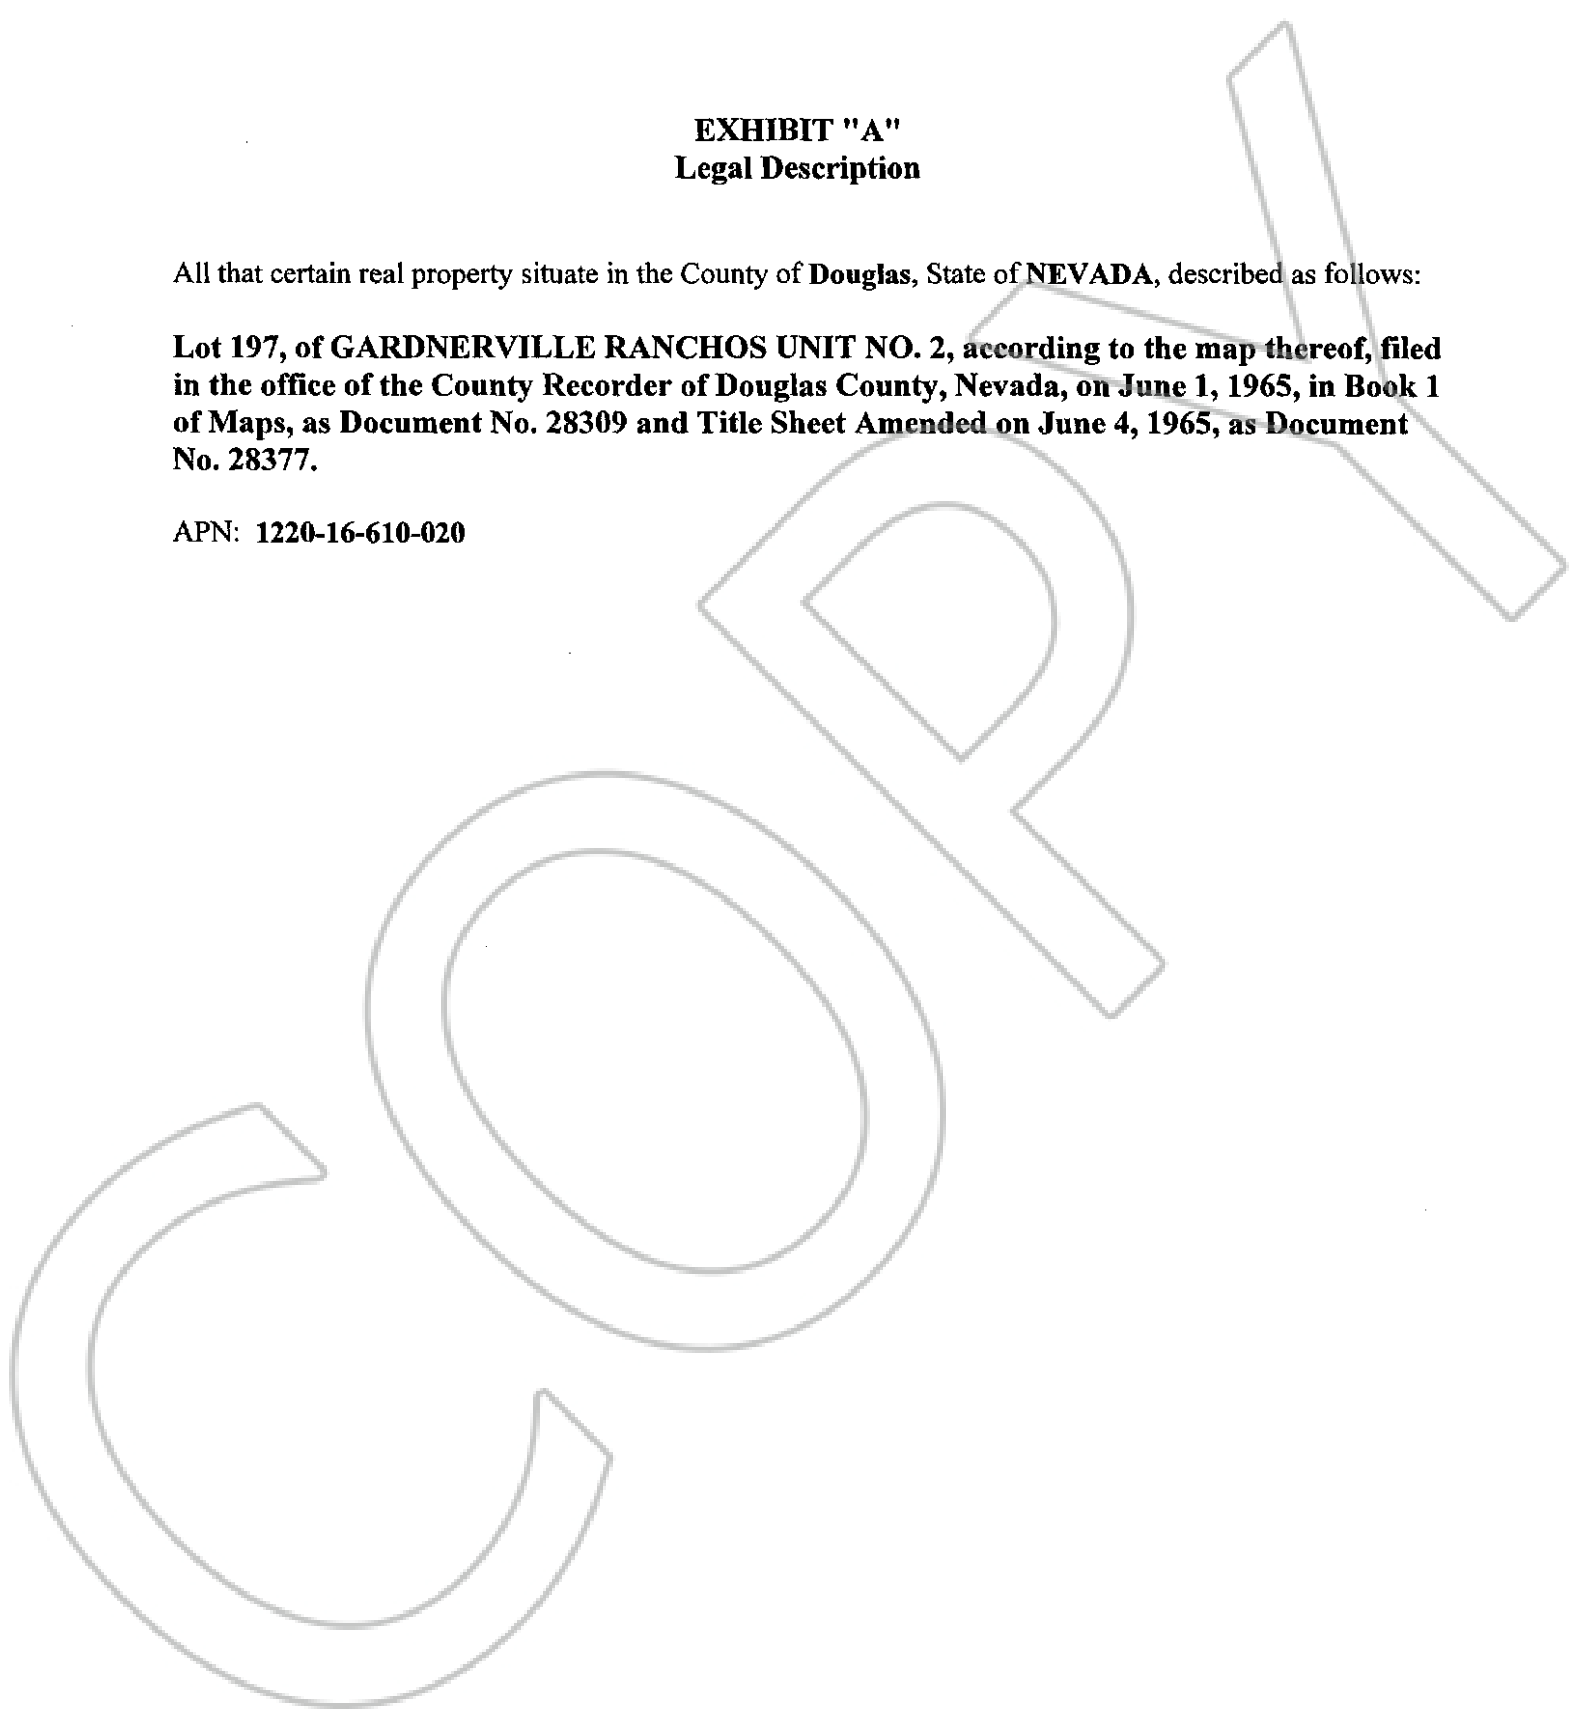 EXHIBIT "A"
Legal Description
All that certain real property situate in the County of Douglas, State of NEVADA, described as follows:
Lot 197, of GARDNERVILLE RANCHOS UNIT NO. 2, according to the map thereof, filed
in the office of the County Recorder of Douglas County, Nevada, on June 1, 1965, in Book 1
of Maps, as Document No. 28309 and Title Sheet Amended on June 4, 1965, as Document
No. 28377.
APN: 1220-16-610-020
COPY